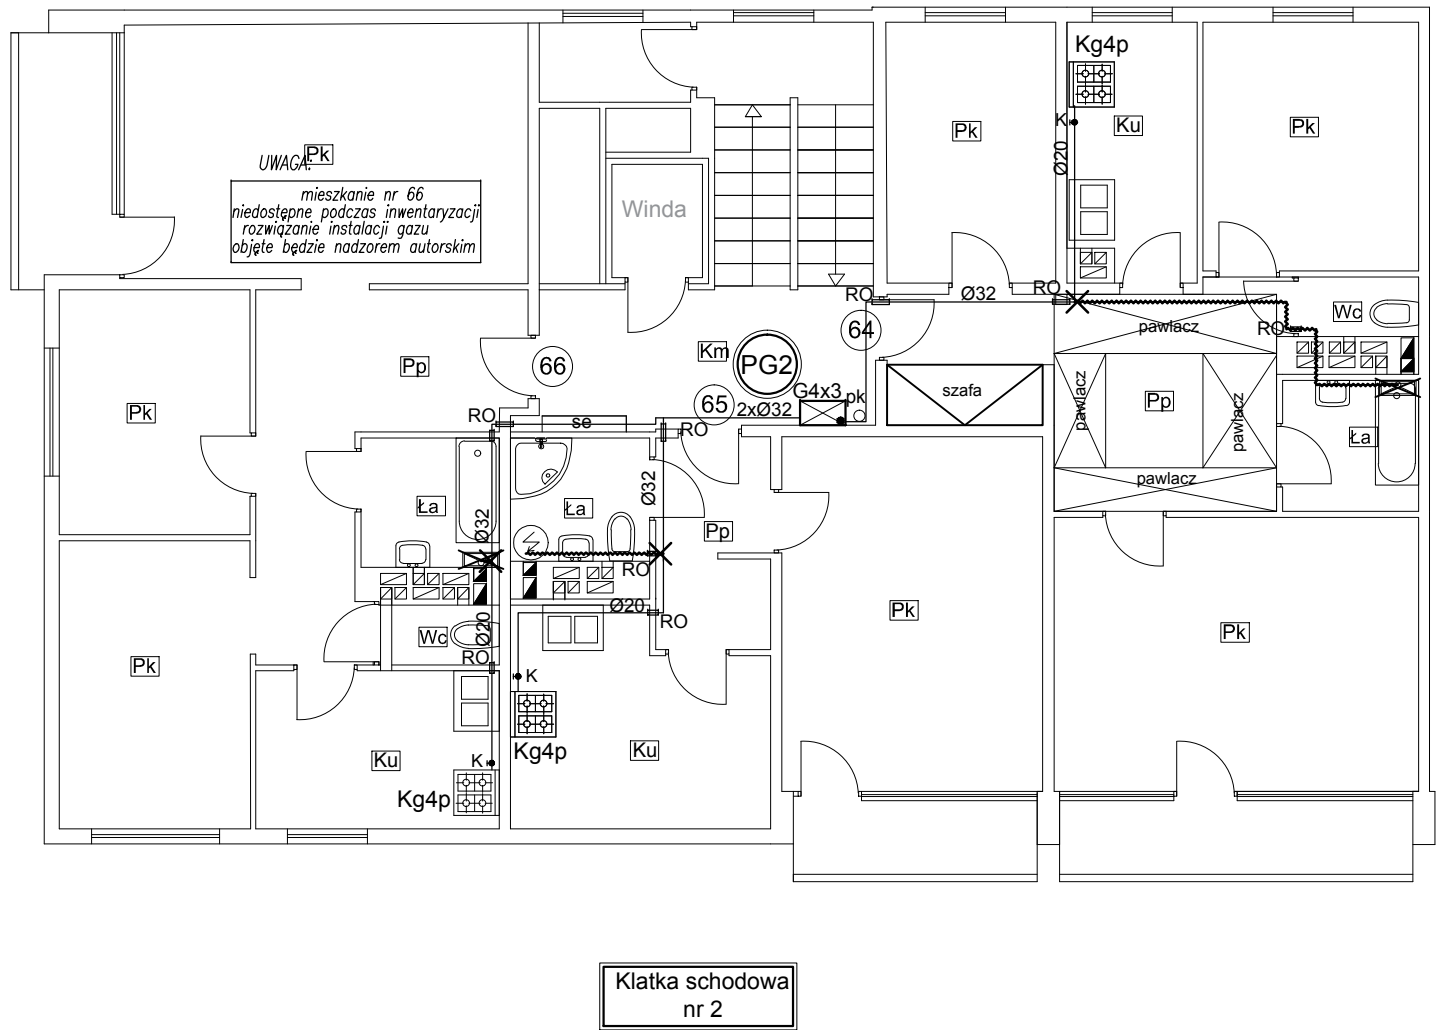 Kg4p
Pk
K
Ku
Pk
Pk
UWAGA:
mieszkanie nr 66
niedostępne podczas inwentaryzacji
rozwiązanie instalacji gazu
objęte będzie nadzorem autorskim
Ø20
Winda
RO
Ø32
RO
Wc
64
pawlacz
RO
Km
Pp
66
PG2
G4x3
pk
szafa
pawlacz
Pp
pawlacz
65
2xØ32
Pk
RO
se
RO
Ła
pawlacz
Ø32
Ła
Ła
Ø32
Pp
RO
Ø20
RO
Pk
Pk
Wc
Ø20
RO
Pk
K
Kg4p
Ku
Ku
K
Kg4p
Klatka schodowa
nr 2